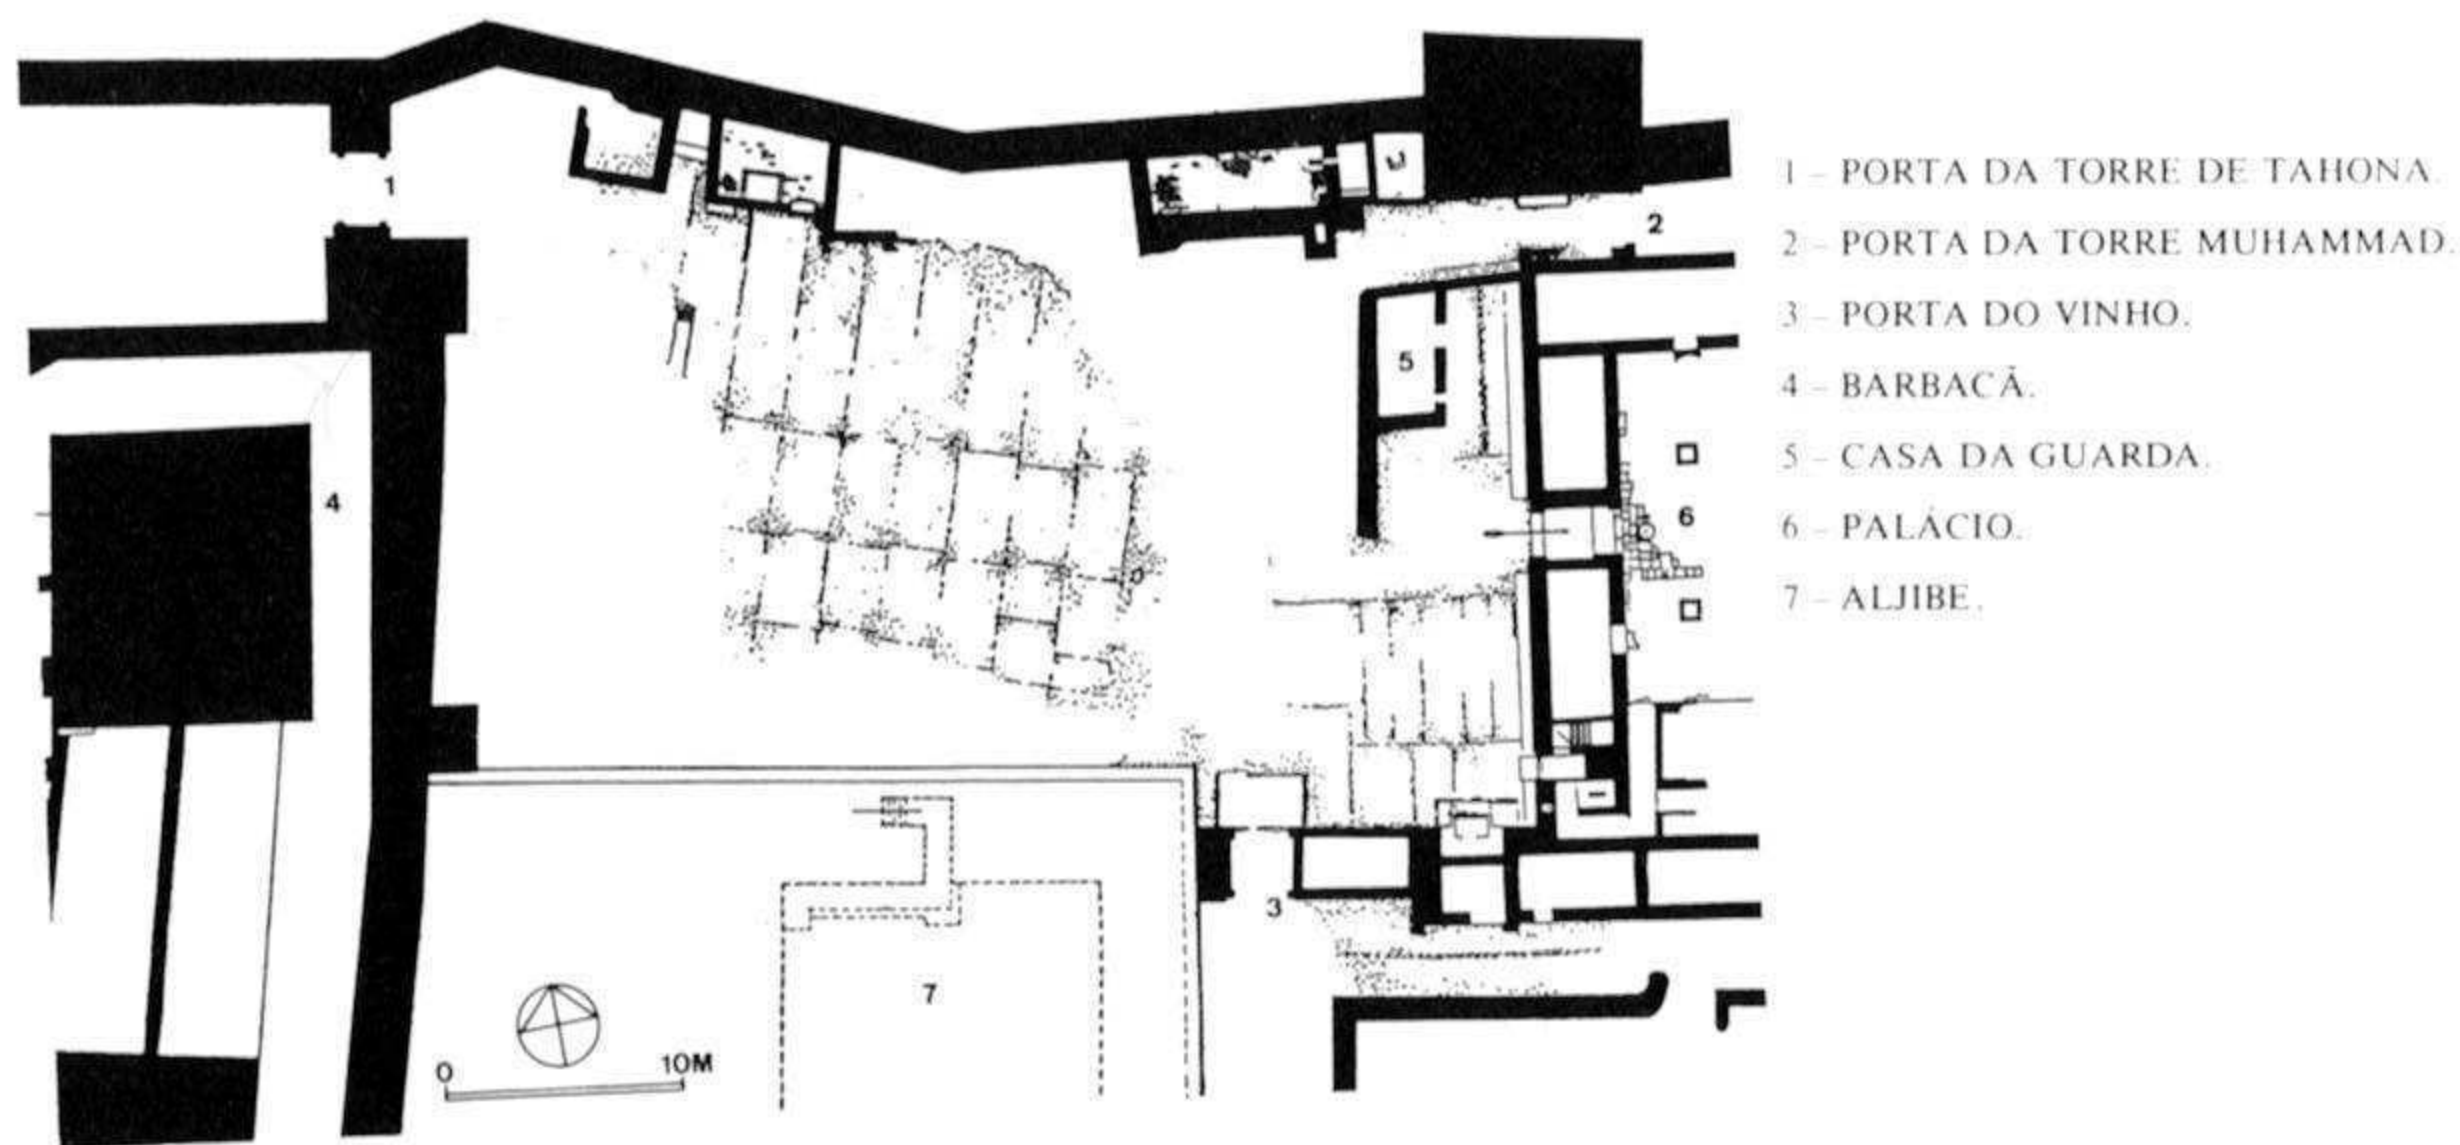 1
2
5
4
6
3
7
0 10M
1 – PORTA DA TORRE DE TAHONA.
2 – PORTA DA TORRE MUHAMMAD.
3 – PORTA DO VINHO.
4 – BARBACÃ.
5 – CASA DA GUARDA.
6 – PALÁCIO.
7 – ALJIBE.